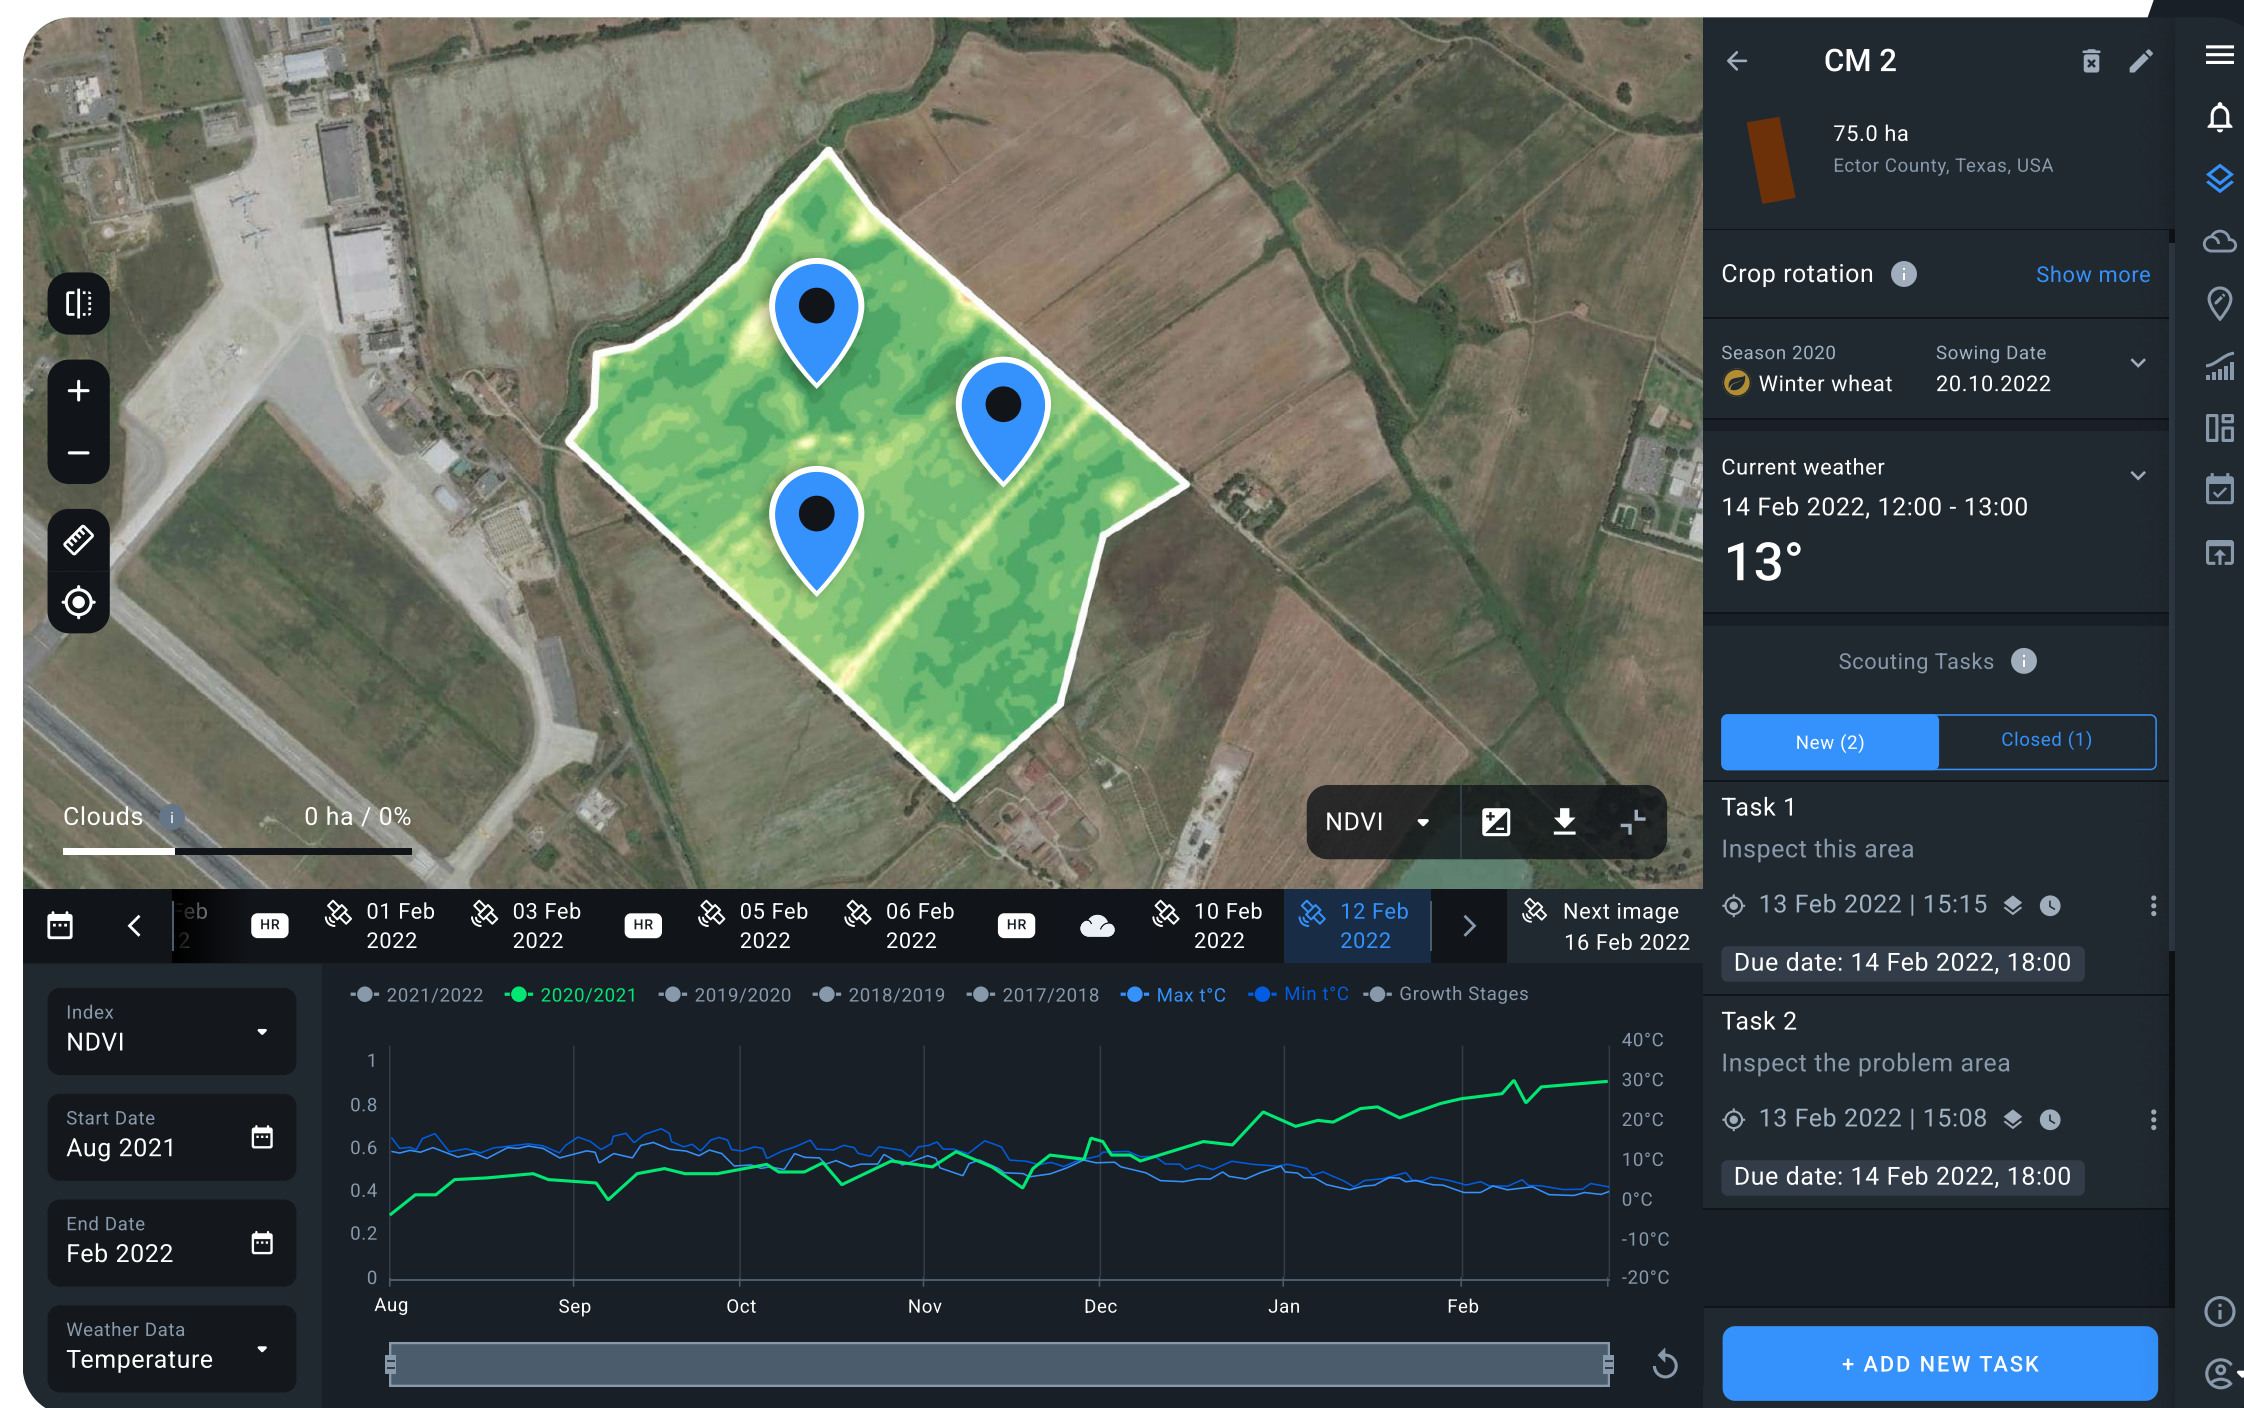 CM 2
75.0 ha
Ector County, Texas, USA
Crop rotation
Show more
Season 2020
Sowing Date
Winter wheat
20.10.2022
Current weather
14 Feb 2022, 12:00 - 13:00
13°
Scouting Tasks
New (2)
Closed (1)
Task 1
Inspect this area
13 Feb 2022 | 15:15
Due date: 14 Feb 2022, 18:00
Task 2
Inspect the problem area
13 Feb 2022 | 15:08
Due date: 14 Feb 2022, 18:00
+ ADD NEW TASK
Clouds
0 ha / 0%
NDVI
HR
01 Feb
2022
03 Feb
2022
HR
05 Feb
2022
06 Feb
2022
HR
10 Feb
2022
12 Feb
2022
Next image
16 Feb 2022
Index
NDVI
Start Date
Aug 2021
End Date
Feb 2022
Weather Data
Temperature
2021/2022
2020/2021
2019/2020
2018/2019
2017/2018
Max t°C
Min t°C
Growth Stages
1
0.8
0.6
0.4
0.2
0
40°C
30°C
20°C
10°C
0°C
-10°C
-20°C
Aug
Sep
Oct
Nov
Dec
Jan
Feb